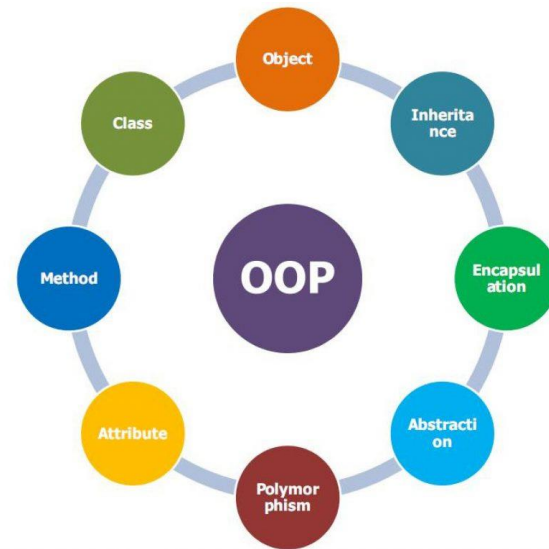 Object
Inherita
nce
Encapsul
ation
Abstracti
on
Polymor
phism
Attribute
Method
Class
OOP